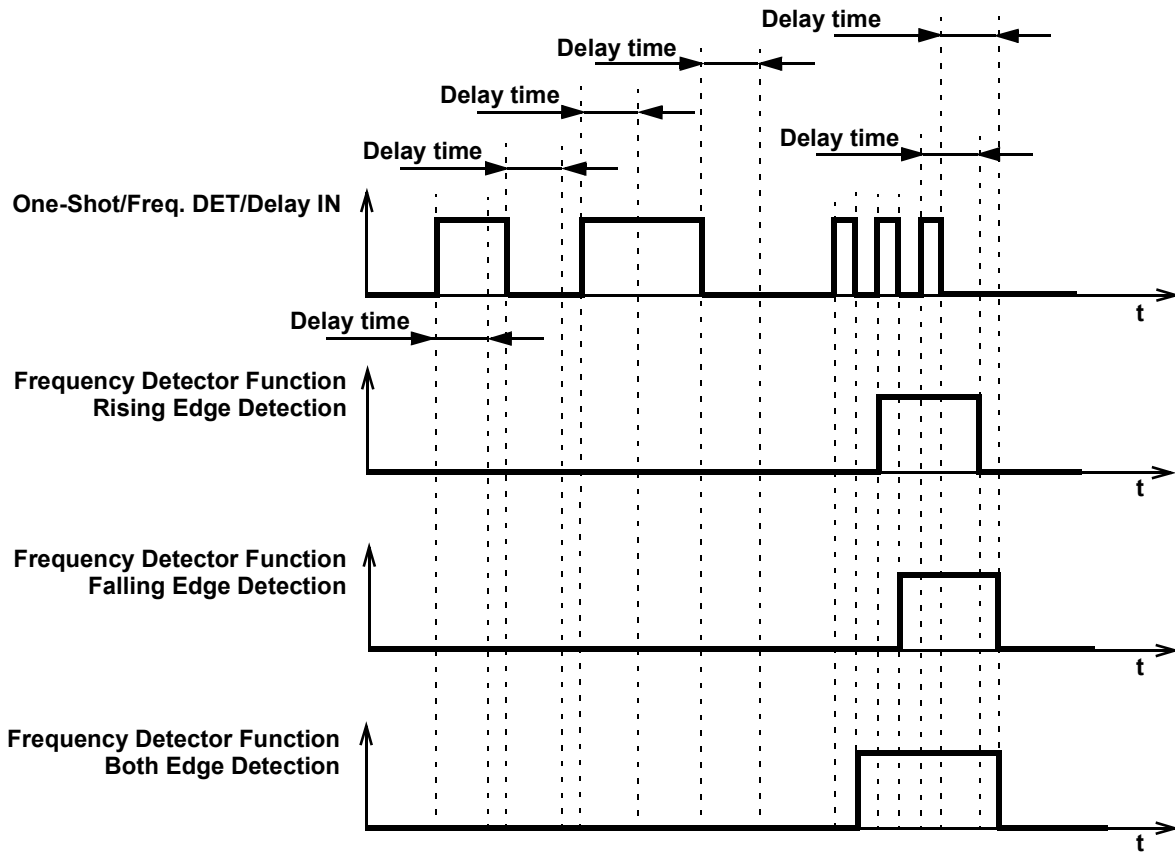 Delay time
Delay time
Delay time
Delay time
Delay time
One-Shot/Freq. DET/Delay IN
t
Delay time
Frequency Detector Function
Rising Edge Detection
t
Frequency Detector Function
Falling Edge Detection
t
Frequency Detector Function
Both Edge Detection
t